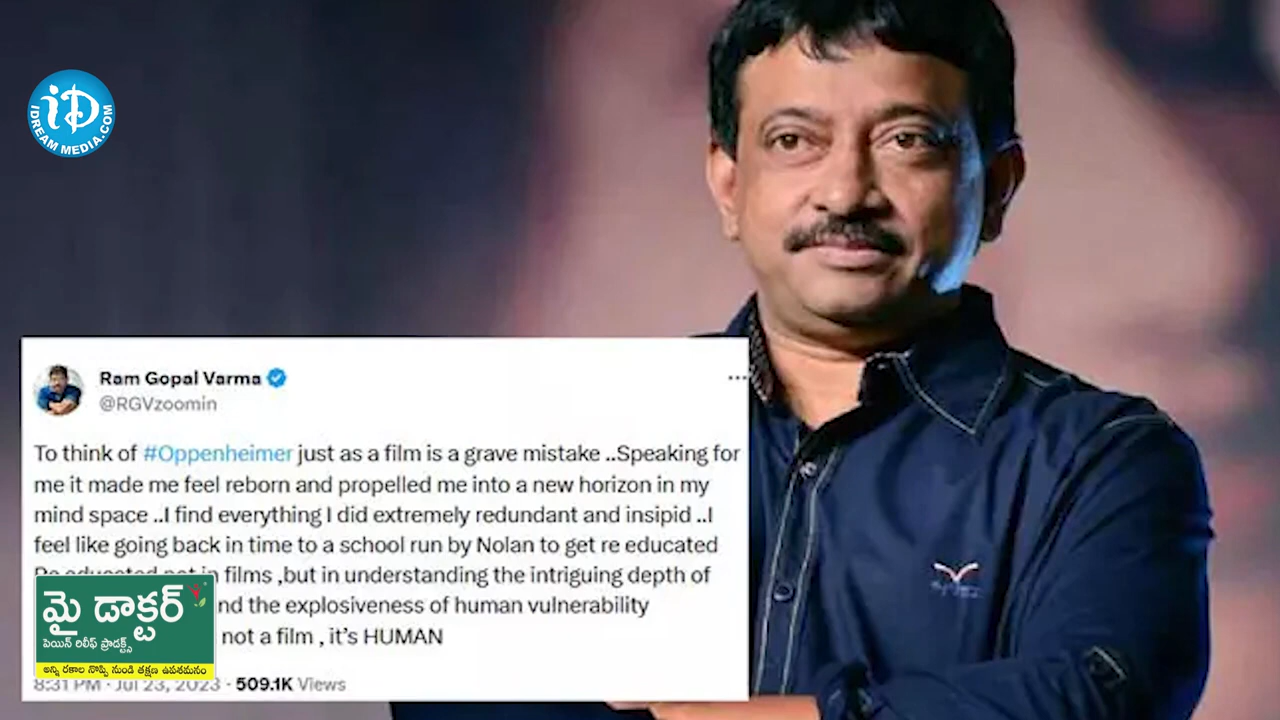 iD
IDREAM MEDIA.COM
Ram Gopal Varma
@RGVzoomin
To think of #Oppenheimer just as a film is a grave mistake ..Speaking for
me it made me feel reborn and propelled me into a new horizon in my
mind space ..I find everything I did extremely redundant and insipid ..I
feel like going back in time to a school run by Nolan to get re educated
Re educated not in films ,but in understanding the intriguing depth of
nd the explosiveness of human vulnerability
not a film , it's HUMAN
8:31 PM · Jul 23, 2023 · 509.1K Views
మై డాక్టర్
పెయిన్ రిలీఫ్ ప్రొడక్ట్స్
అన్ని రకాల నొప్పి నుండి తక్షణ ఉపశమనం